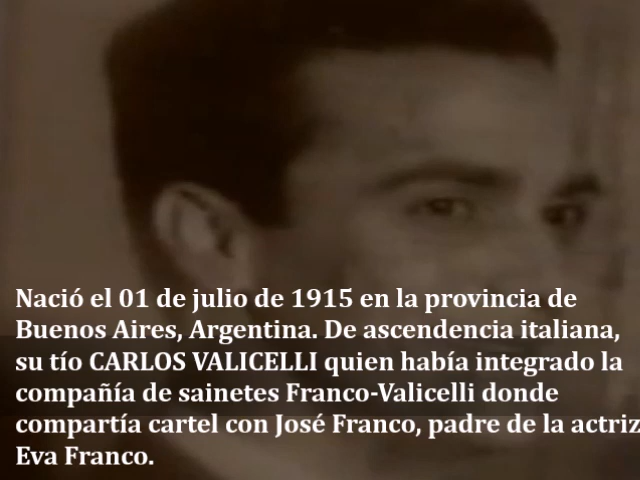 Nació el 01 de julio de 1915 en la provincia de
Buenos Aires, Argentina. De ascendencia italiana,
su tío CARLOS VALICELLI quien había integrado la
compañía de sainetes Franco-Valicelli donde
compartía cartel con José Franco, padre de la actriz
Eva Franco.